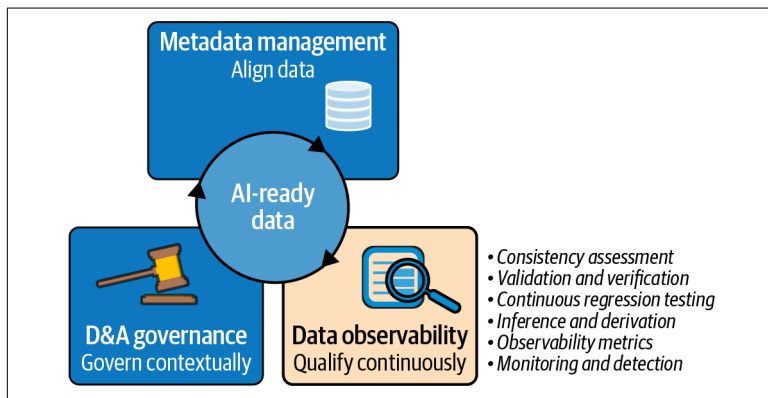 Metadata management
Align data
AI-ready
data
D&A governance
Govern contextually
Data observability
Qualify continuously
• Consistency assessment
• Validation and verification
• Continuous regression testing
• Inference and derivation
• Observability metrics
• Monitoring and detection